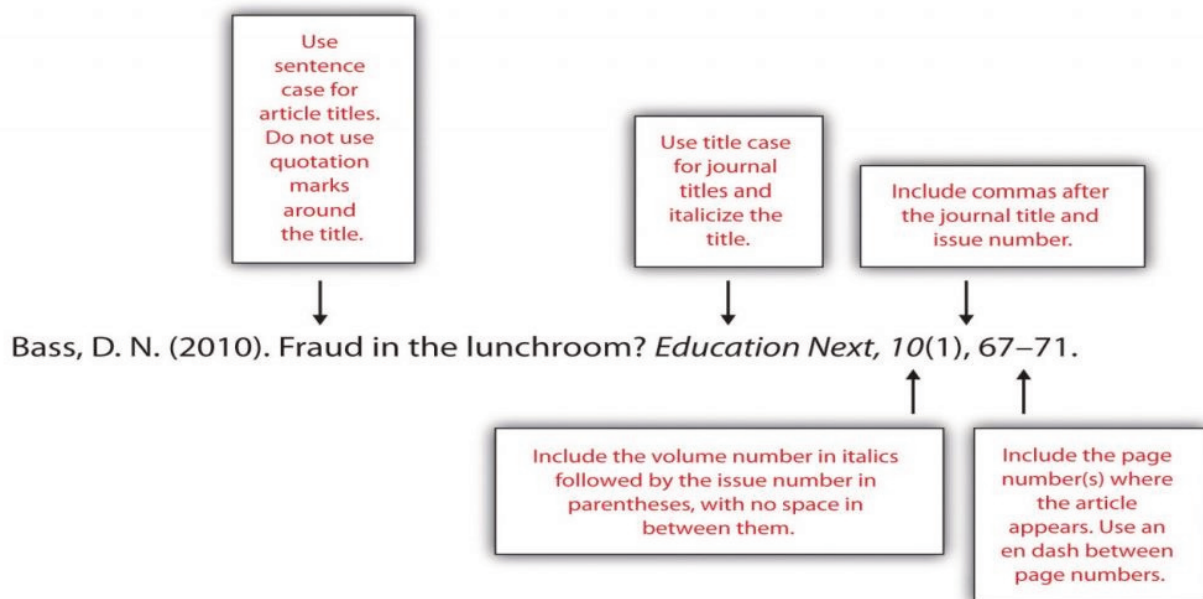 Use
sentence
case for
article titles.
Do not use
quotation
marks
around
the title.
Use title case
for journal
titles and
italicize the
title.
Include commas after
the journal title and
issue number.
Bass, D. N. (2010). Fraud in the lunchroom? Education Next, 10(1), 67–71.
Include the volume number in italics
followed by the issue number in
parentheses, with no space in
between them.
Include the page
number(s) where
the article
appears. Use an
en dash between
page numbers.